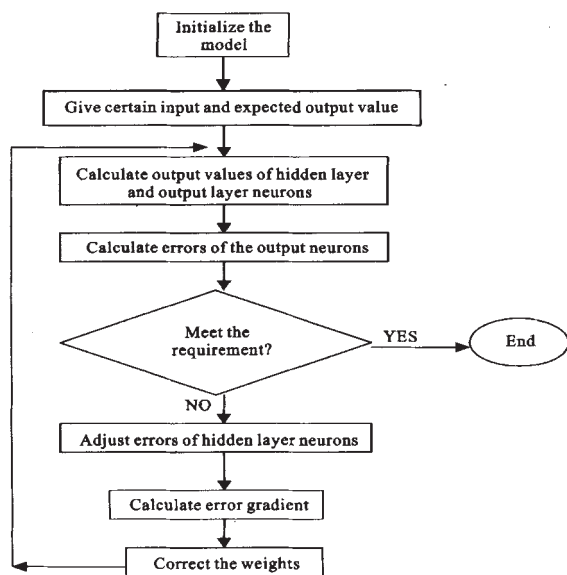 Initialize the
model
Give certain input and expected output value
Calculate output values of hidden layer
and output layer neurons
Calculate errors of the output neurons
Meet the
requirement?
YES
End
NO
Adjust errors of hidden layer neurons
Calculate error gradient
Correct the weights